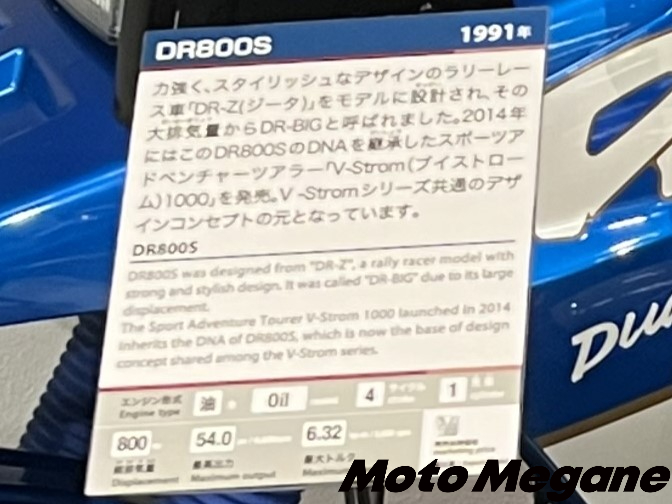 DR800S 1991年
力強く、スタイリッシュなデザインのラリーレー
ス車「DR-Z(ジータ)」をモデルに設計され、その
大排気量からDR-BIGと呼ばれました。2014年
にはこのDR800SのDNAを継承したスポーツア
ドベンチャーツアラー「V-Strom(ブイストロー
ム)1000」を発売。V-Stromシリーズ共通のデザ
インコンセプトの元となっています。
DR800S
DR800S was designed from "DR-Z", a rally racer model with
strong and stylish design. It was called "DR-BIG" due to its large
displacement.
The Sport Adventure Tourer V-Strom 1000 launched in 2014
inherits the DNA of DR800S, which is now the base of design
concept shared among the V-Strom series.
エンジン形式 油 Oil 4 サイクル 1
Engine type
800 54.0 6.32
総排気量 最高出力 最大トルク
Displacement Maximum output Maximum
Moto Megane